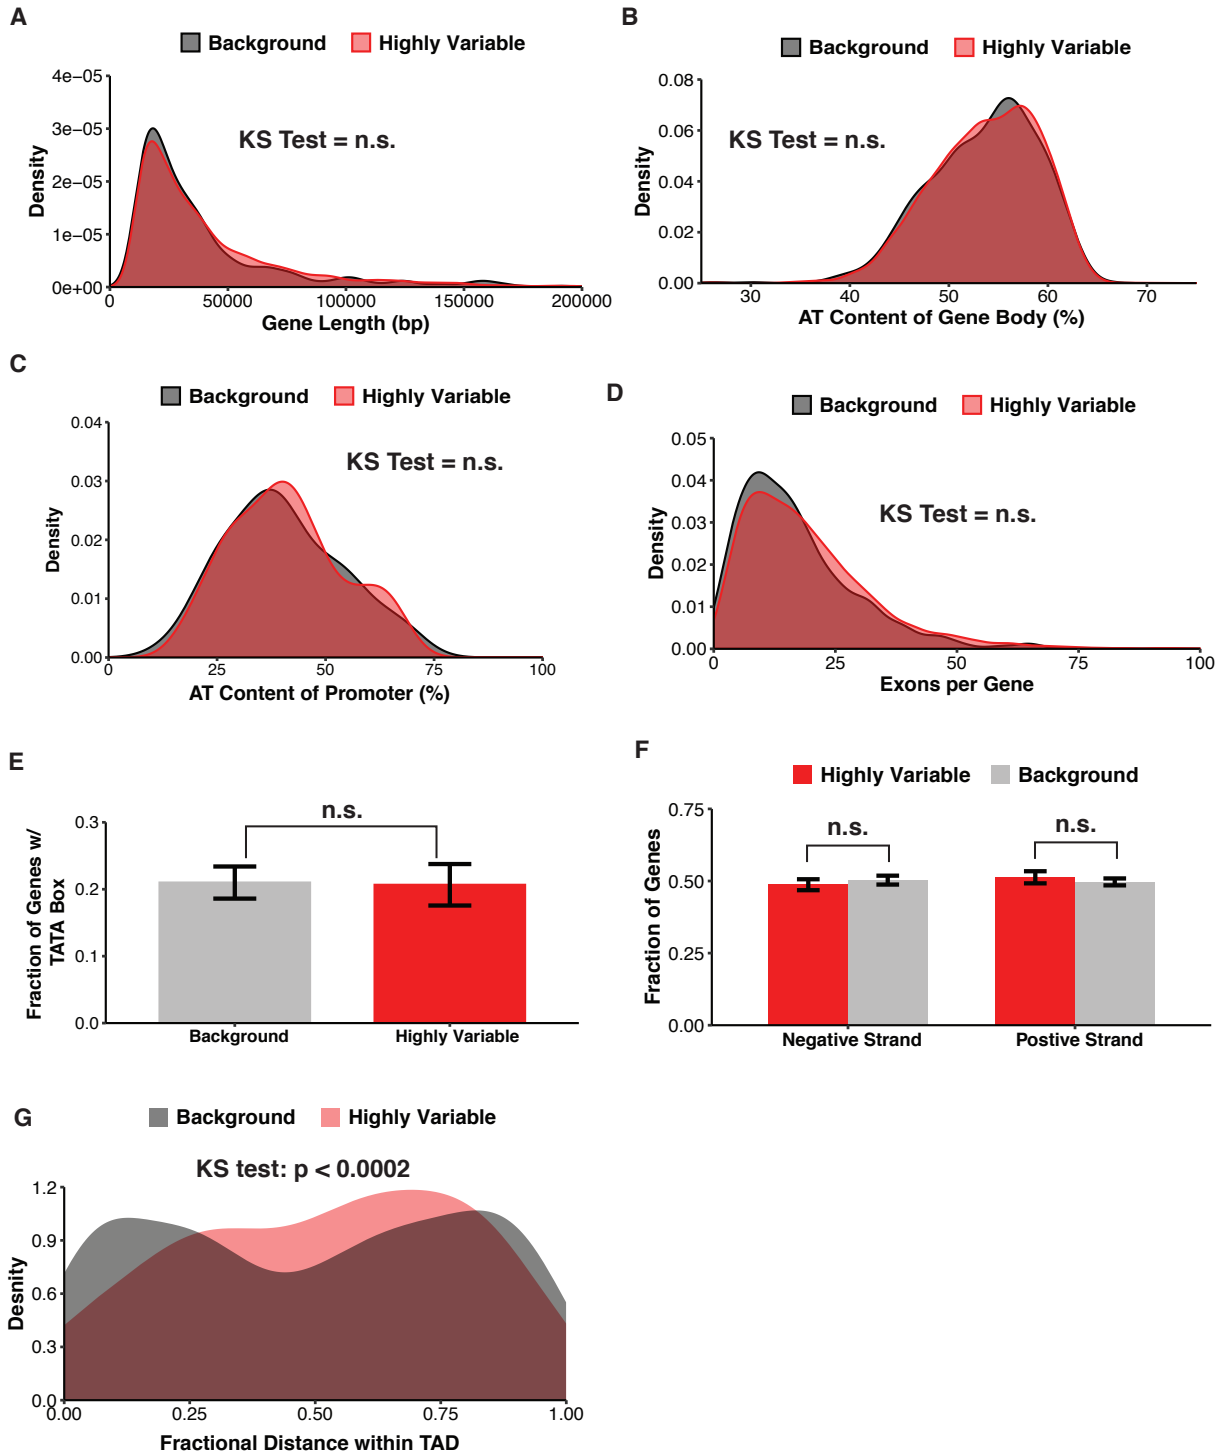 A
Background Highly Variable
4e−05
3e−05
2e−05
1e−05
0e+00
Density
KS Test = n.s.
0 50000 100000 150000 200000
Gene Length (bp)
B
Background Highly Variable
0.08
0.06
0.04
0.02
0.00
Density
KS Test = n.s.
30 40 50 60 70
AT Content of Gene Body (%)
C
Background Highly Variable
0.04
0.03
0.02
0.01
0.00
Density
KS Test = n.s.
0 25 50 75 100
AT Content of Promoter (%)
D
Background Highly Variable
0.05
0.04
0.03
0.02
0.01
0.00
Density
KS Test = n.s.
0 25 50 75 100
Exons per Gene
E
Fraction of Genes w/
TATA Box
0.3
0.2
0.1
0.0
n.s.
Background Highly Variable
F
Highly Variable Background
0.75
0.50
0.25
0.00
Fraction of Genes
n.s. n.s.
Negative Strand Postive Strand
G
Background Highly Variable
KS test: p < 0.0002
1.2
0.9
0.6
0.3
0.0
Desnity
0.00 0.25 0.50 0.75 1.00
Fractional Distance within TAD